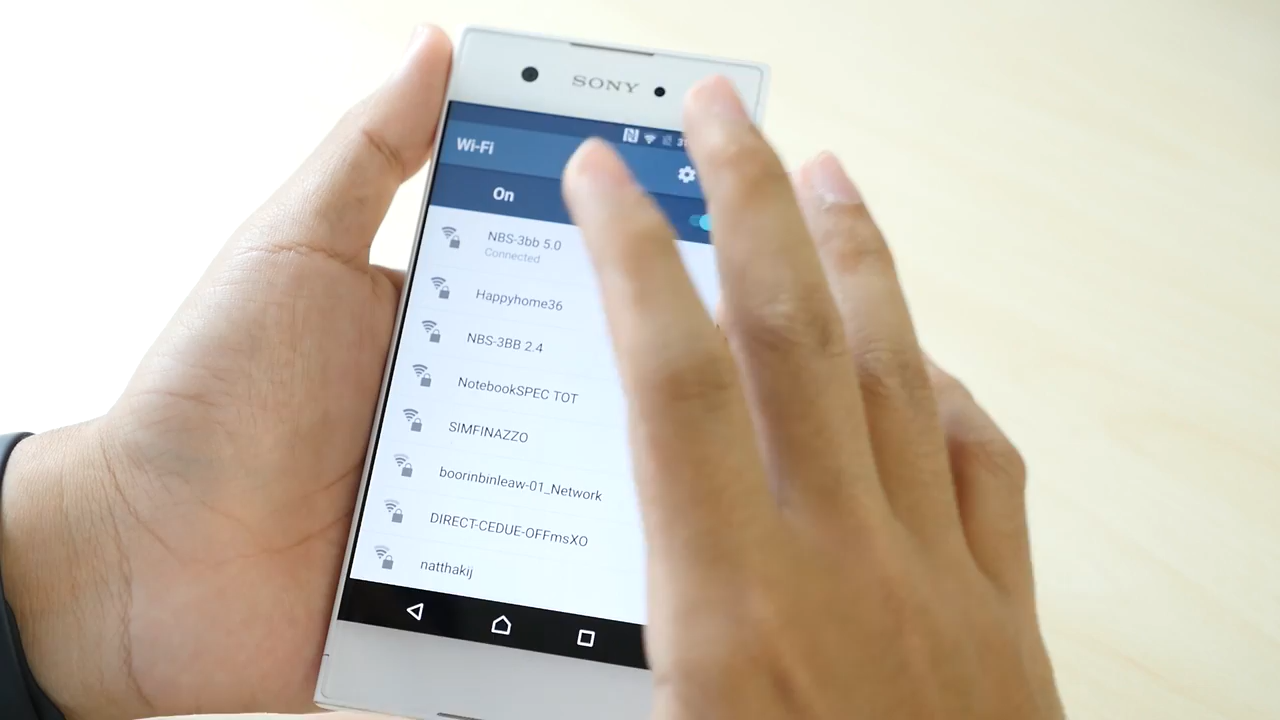 SONY
Wi-Fi
On
NBS-3bb 5.0
Connected
Happyhome36
NBS-3BB 2.4
NotebookSPEC TOT
SIMFINAZZO
boorinbinleaw-01_Network
DIRECT-CEDUE-OFFmsXO
natthakij